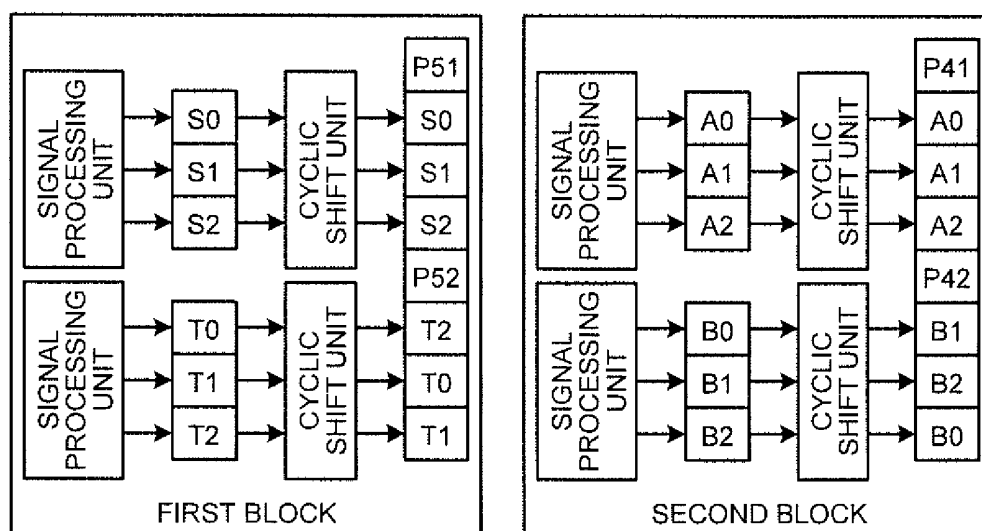 SIGNAL
PROCESSING
UNIT
S0
S1
S2
CYCLIC
SHIFT UNIT
P51
S0
S1
S2
P52
SIGNAL
PROCESSING
UNIT
T0
T1
T2
CYCLIC
SHIFT UNIT
T2
T0
T1
FIRST BLOCK
SIGNAL
PROCESSING
UNIT
A0
A1
A2
CYCLIC
SHIFT UNIT
P41
A0
A1
A2
P42
SIGNAL
PROCESSING
UNIT
B0
B1
B2
CYCLIC
SHIFT UNIT
B1
B2
B0
SECOND BLOCK